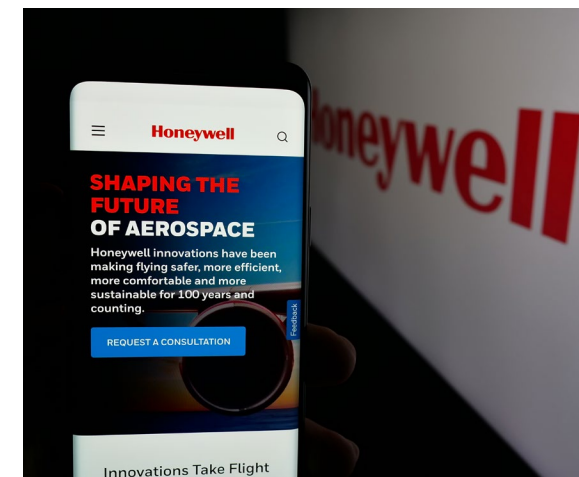 Honeywell
SHAPING THE
FUTURE
OF AEROSPACE
Honeywell innovations have been
making flying safer, more efficient,
more comfortable and more
sustainable for 100 years and
counting.
Feedback
REQUEST A CONSULTATION
Innovations Take Flight
oneywell